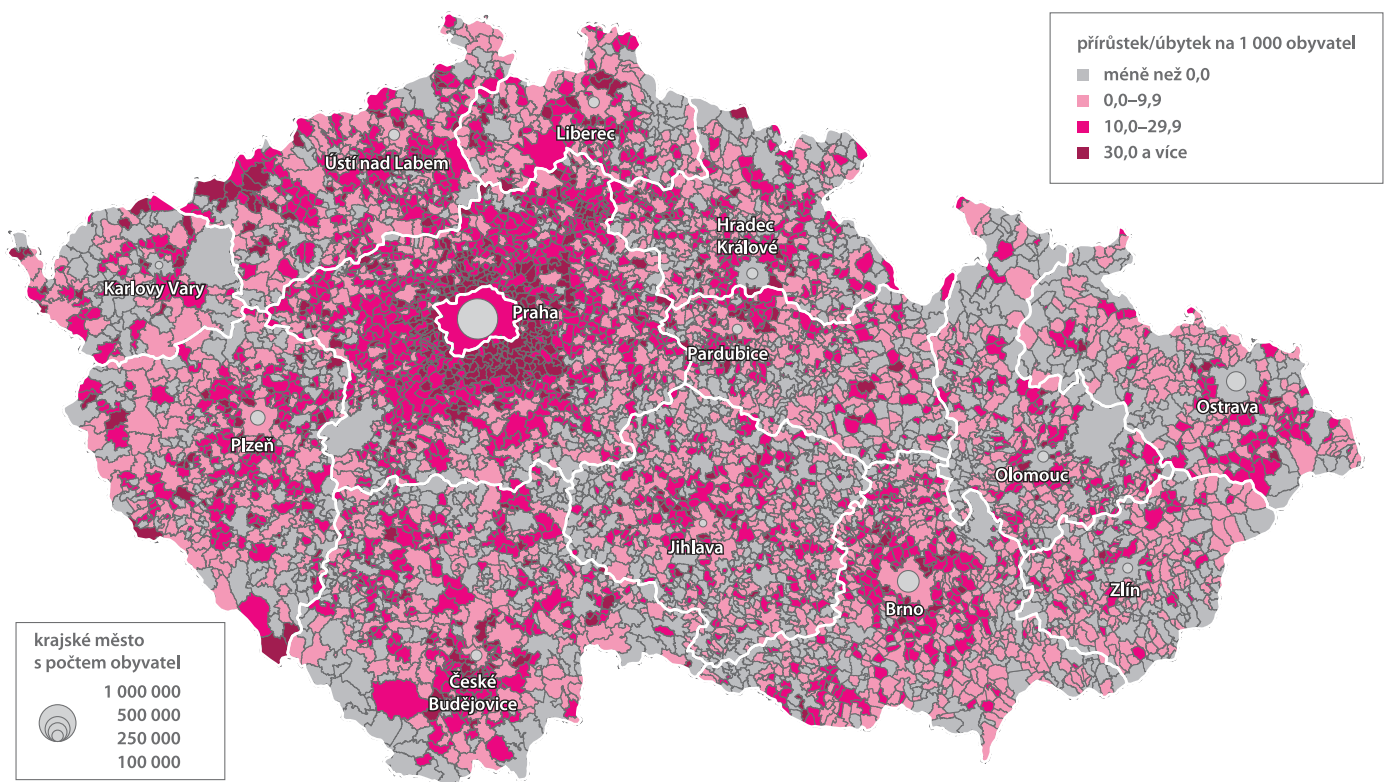 přírůstek/úbytek na 1 000 obyvatel
méně než 0,0
0,0–9,9
10,0–29,9
30,0 a více
Liberec
Ústí nad Labem
Hradec
Králové
Karlovy Vary
Praha
Pardubice
Ostrava
Plzeň
Olomouc
Jihlava
Zlín
Brno
České
Budějovice
krajské město
s počtem obyvatel
1 000 000
500 000
250 000
100 000